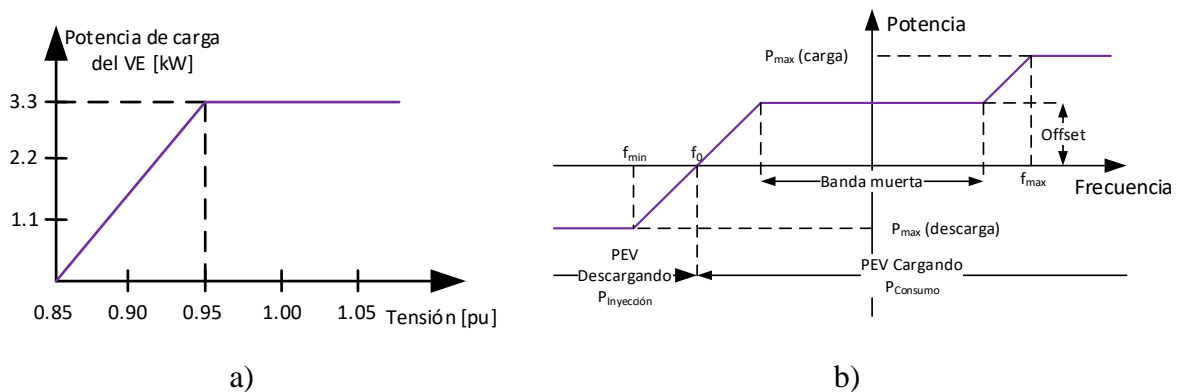 Potencia de carga
del VE [kW]
3.3
2.2
1.1
0.85
0.90
0.95
1.00
1.05
Tensión [pu]
a)
Potencia
Pmax (carga)
Offset
fmin
f0
fmax
Banda muerta
Frecuencia
Pmax (descarga)
PEV
Descargando
PInyección
PEV Cargando
PConsumo
b)